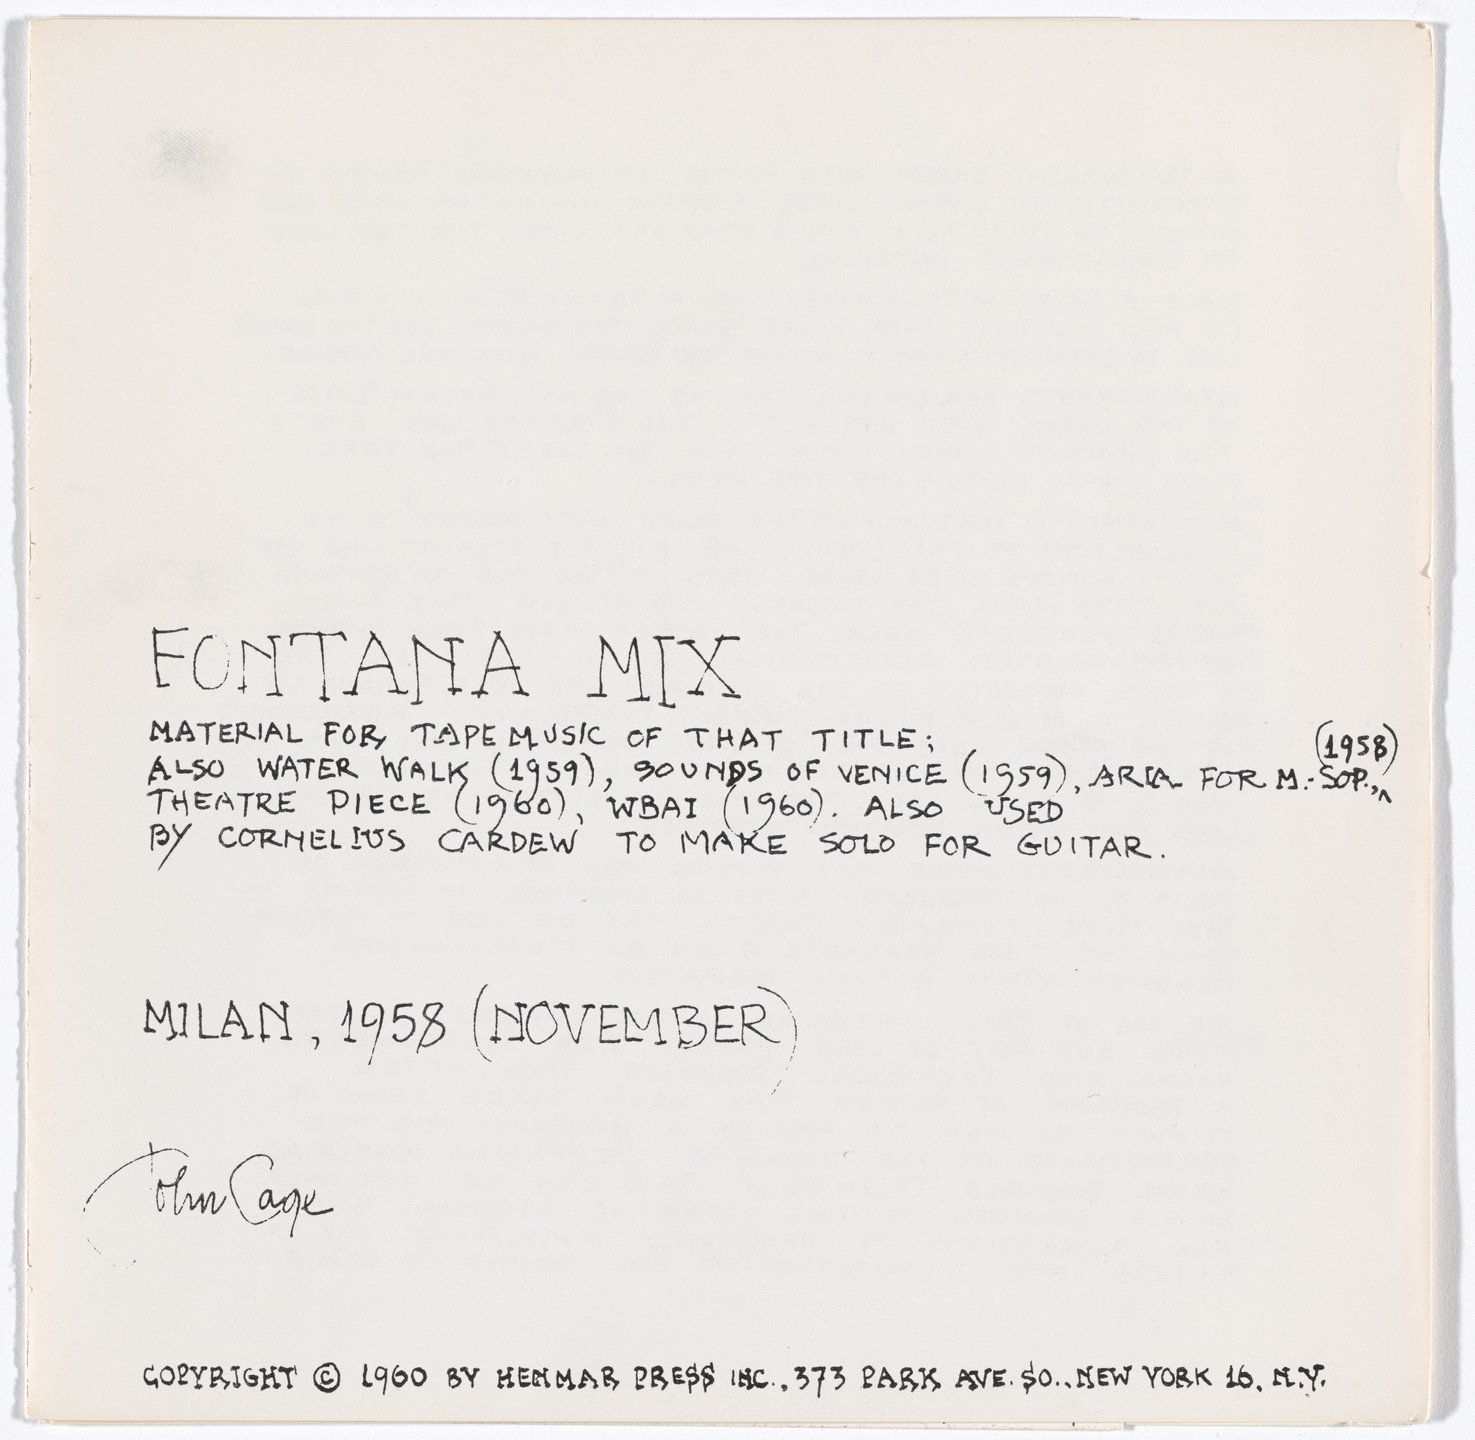 FONTANA MIX
MATERIAL FOR TAPE MUSIC OF THAT TITLE;
ALSO WATER WALK (1959), SOUNDS OF VENICE (1959), ARIA FOR M.-SOP., (1958)
THEATRE PIECE (1960), WBAI (1960). ALSO USED
BY CORNELIUS CARDEW TO MAKE SOLO FOR GUITAR.
MILAN, 1958 (NOVEMBER)
John Cage
COPYRIGHT © 1960 BY HENMAR PRESS INC., 373 PARK AVE. SO., NEW YORK 16, N.Y.